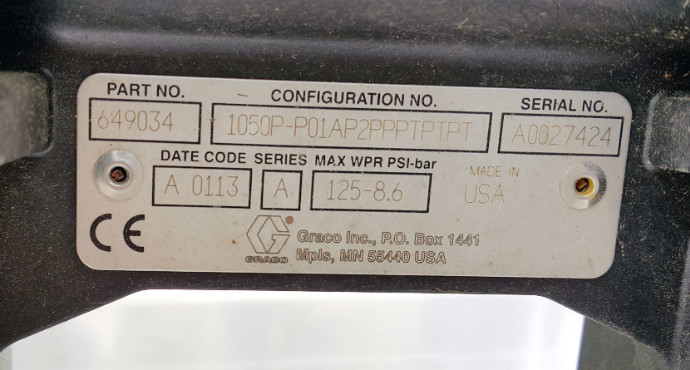 PART NO. CONFIGURATION NO. SERIAL NO.
649034 1050P-P01AP2PPPTPTPT A0027424
DATE CODE SERIES MAX WPR PSI-bar MADE IN
A 0113 A 125-8.6 USA
CE
® Graco Inc., P.O. Box 1441
GRACO Mpls, MN 55440 USA